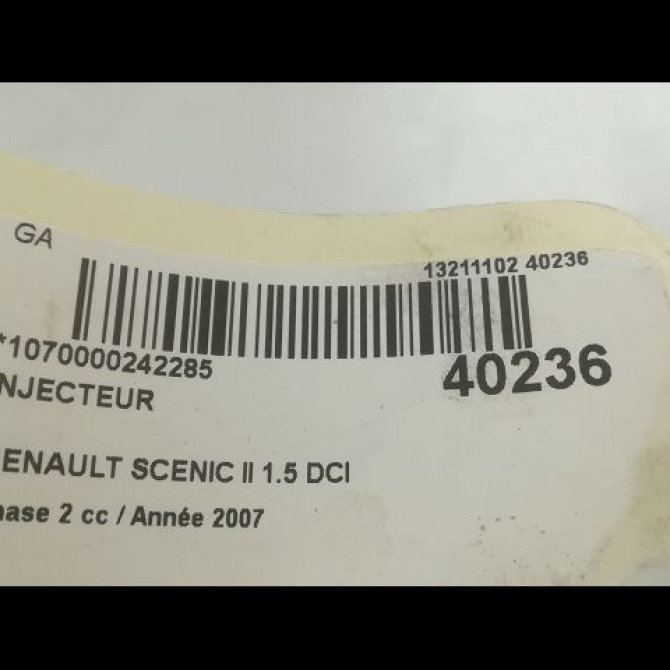 GA
13211102 40236
*1070000242285
40236
NJECTEUR
ENAULT SCENIC II 1.5 DCI
hase 2 cc / Année 2007